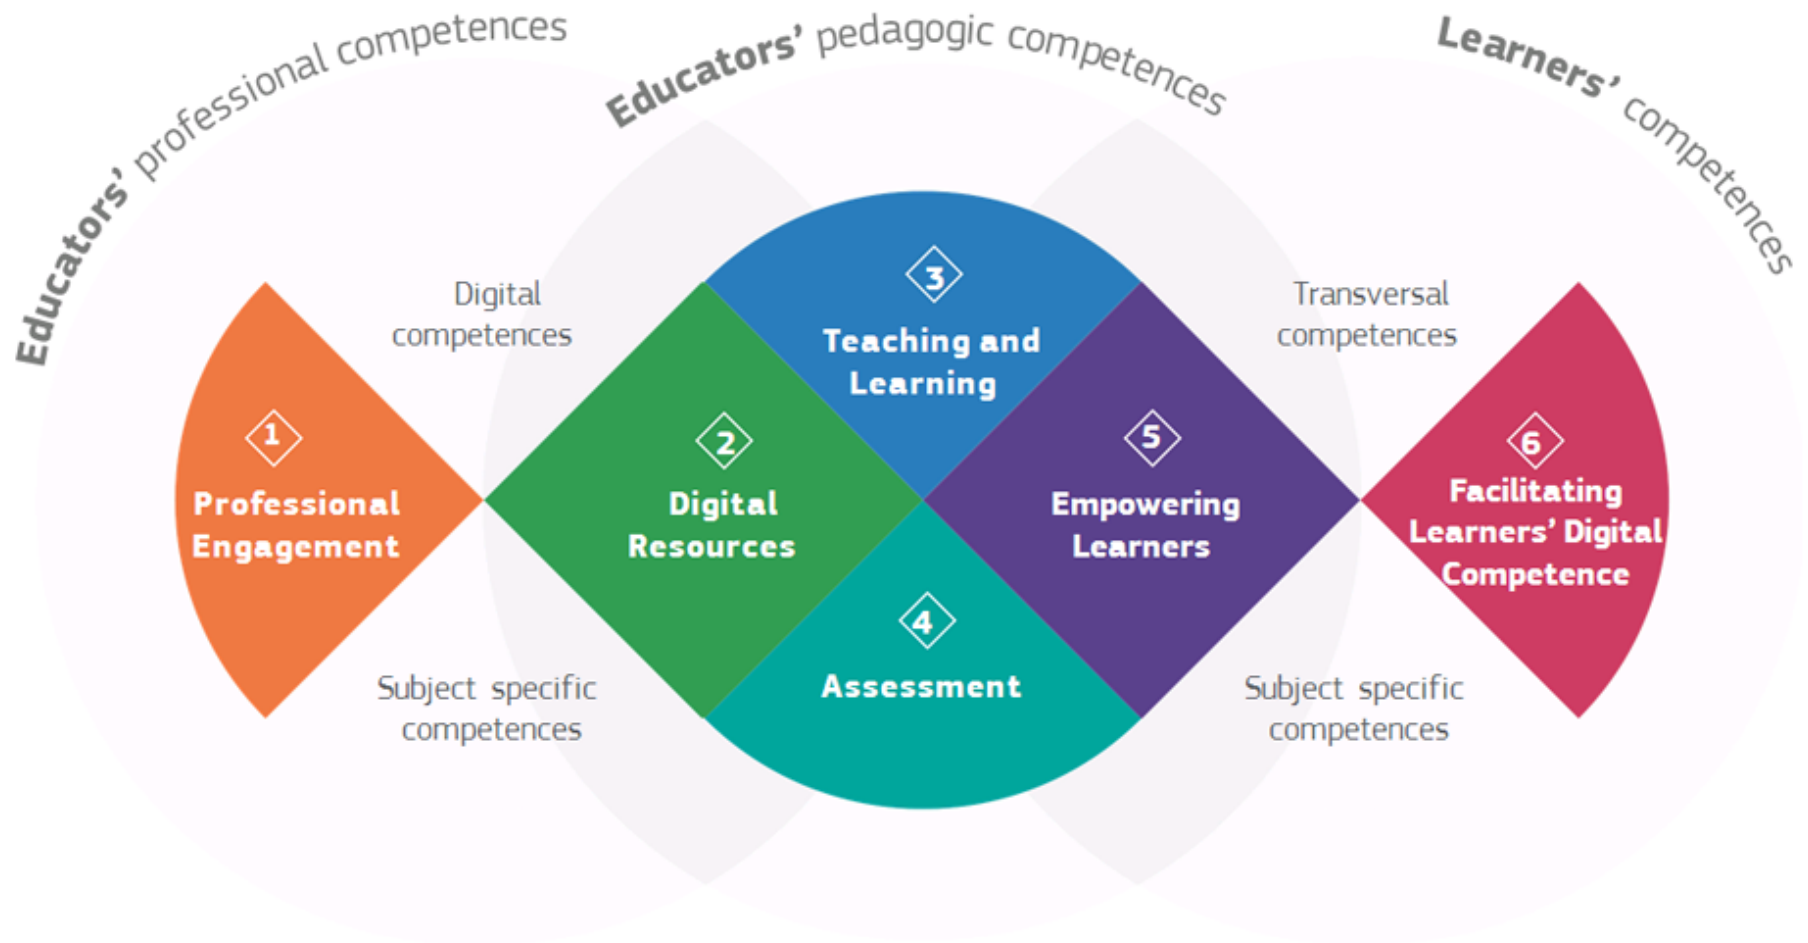 Educators’ professional competences
Educators’ pedagogic competences
Learners’ competences
Digital
competences
Subject specific
competences
1
Professional
Engagement
2
Digital
Resources
3
Teaching and
Learning
4
Assessment
5
Empowering
Learners
Transversal
competences
Subject specific
competences
6
Facilitating
Learners’ Digital
Competence